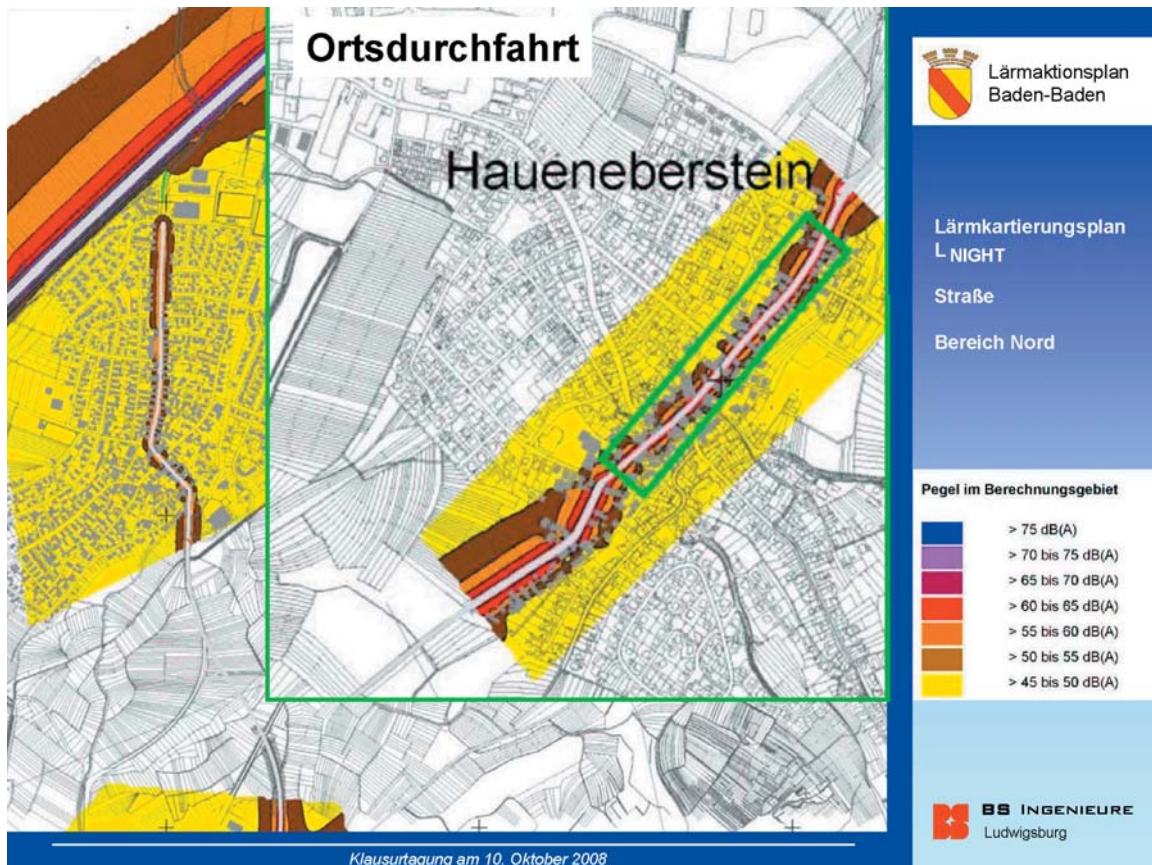 Ortsdurchfahrt
Haueneberstein
Lärmaktionsplan
Baden-Baden
Lärmkartierungsplan
L NIGHT
Straße
Bereich Nord
Pegel im Berechnungsgebiet
> 75 dB(A)
> 70 bis 75 dB(A)
> 65 bis 70 dB(A)
> 60 bis 65 dB(A)
> 55 bis 60 dB(A)
> 50 bis 55 dB(A)
> 45 bis 50 dB(A)
BS INGENIEURE
Ludwigsburg
Klausurtagung am 10. Oktober 2008